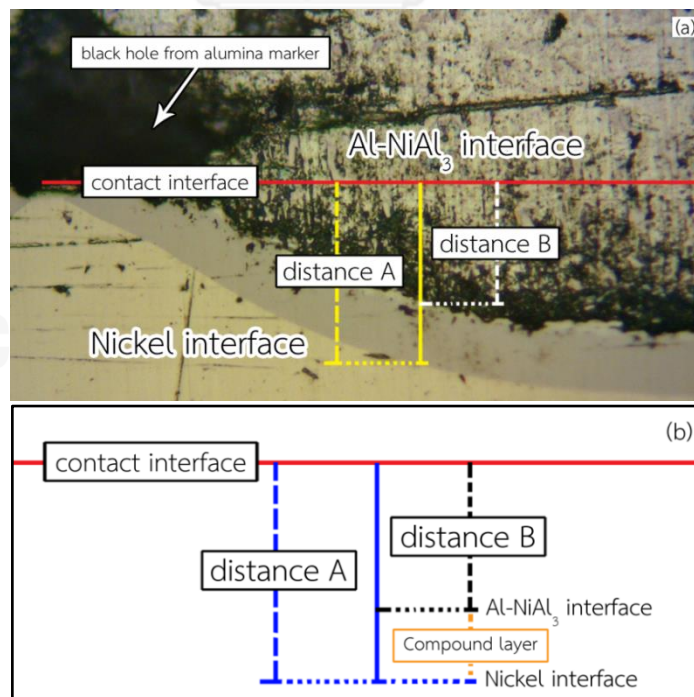 (a)
black hole from alumina marker
Al-NiAl₃ interface
contact interface
distance B
distance A
Nickel interface
(b)
contact interface
distance B
distance A
Al-NiAl₃ interface
Compound layer
Nickel interface